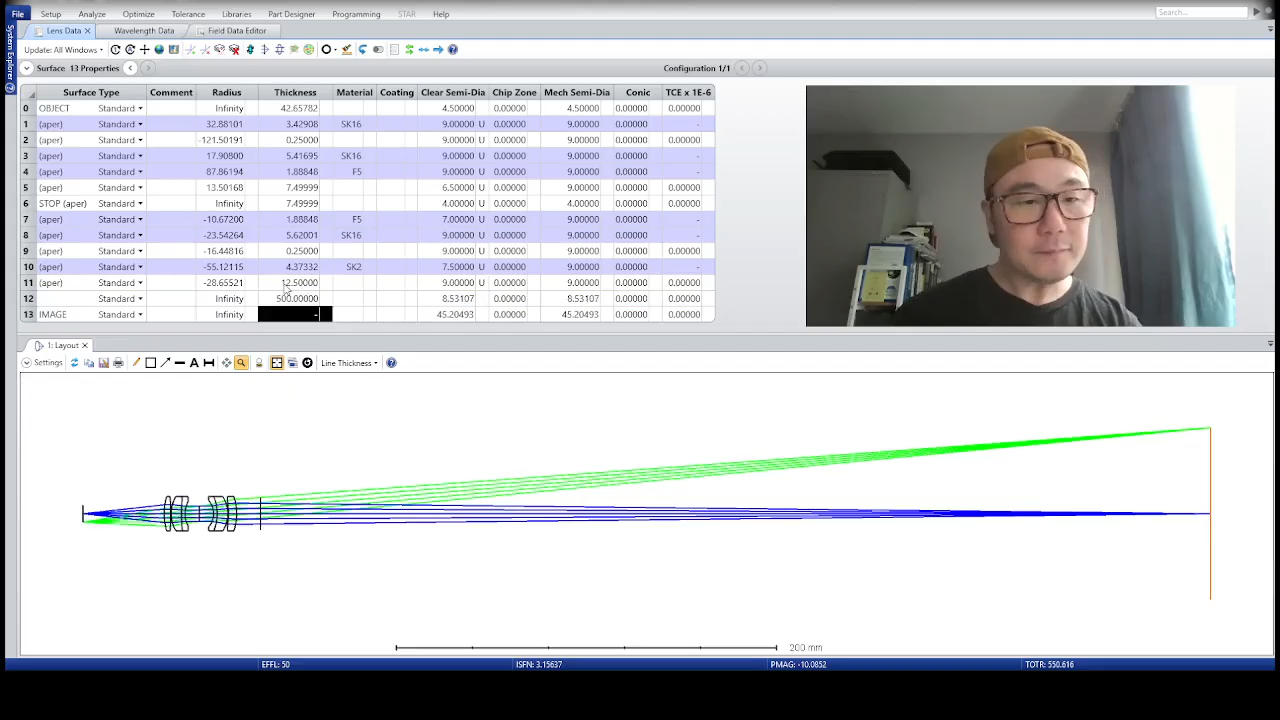 File Setup Analyze Optimize Tolerance Libraries Part Designer Programming STAR Help Search...
System Explorer
Lens Data Wavelength Data Field Data Editor
Update: All Windows
Surface 13 Properties Configuration 1/1
Surface Type Comment Radius Thickness Material Coating Clear Semi-Dia Chip Zone Mech Semi-Dia Conic TCE x 1E-6
0 OBJECT Standard Infinity 42.65782 4.50000 0.00000 4.50000 0.00000 0.00000
1 (aper) Standard 32.88101 3.42908 SK16 9.00000 U 0.00000 9.00000 0.00000 -
2 (aper) Standard -121.50191 0.25000 9.00000 U 0.00000 9.00000 0.00000 0.00000
3 (aper) Standard 17.90800 5.41695 SK16 9.00000 U 0.00000 9.00000 0.00000 -
4 (aper) Standard 87.86194 1.88848 F5 9.00000 U 0.00000 9.00000 0.00000 -
5 (aper) Standard 13.50168 7.49999 6.50000 U 0.00000 9.00000 0.00000 0.00000
6 STOP (aper) Standard Infinity 7.49999 4.00000 U 0.00000 4.00000 0.00000 0.00000
7 (aper) Standard -10.67200 1.88848 F5 7.00000 U 0.00000 9.00000 0.00000 -
8 (aper) Standard -23.54264 5.62001 SK16 9.00000 U 0.00000 9.00000 0.00000 -
9 (aper) Standard -16.44816 0.25000 9.00000 U 0.00000 9.00000 0.00000 0.00000
10 (aper) Standard -55.12115 4.37332 SK2 7.50000 U 0.00000 9.00000 0.00000 -
11 (aper) Standard -28.65521 12.50000 9.00000 U 0.00000 9.00000 0.00000 0.00000
12 Standard Infinity 500.00000 8.53107 0.00000 8.53107 0.00000 0.00000
13 IMAGE Standard Infinity - 45.20493 0.00000 45.20493 0.00000 0.00000
1: Layout
Settings Line Thickness
200 mm
EFFL: 50 ISFN: 3.15637 PMAG: -10.0852 TOTR: 550.616